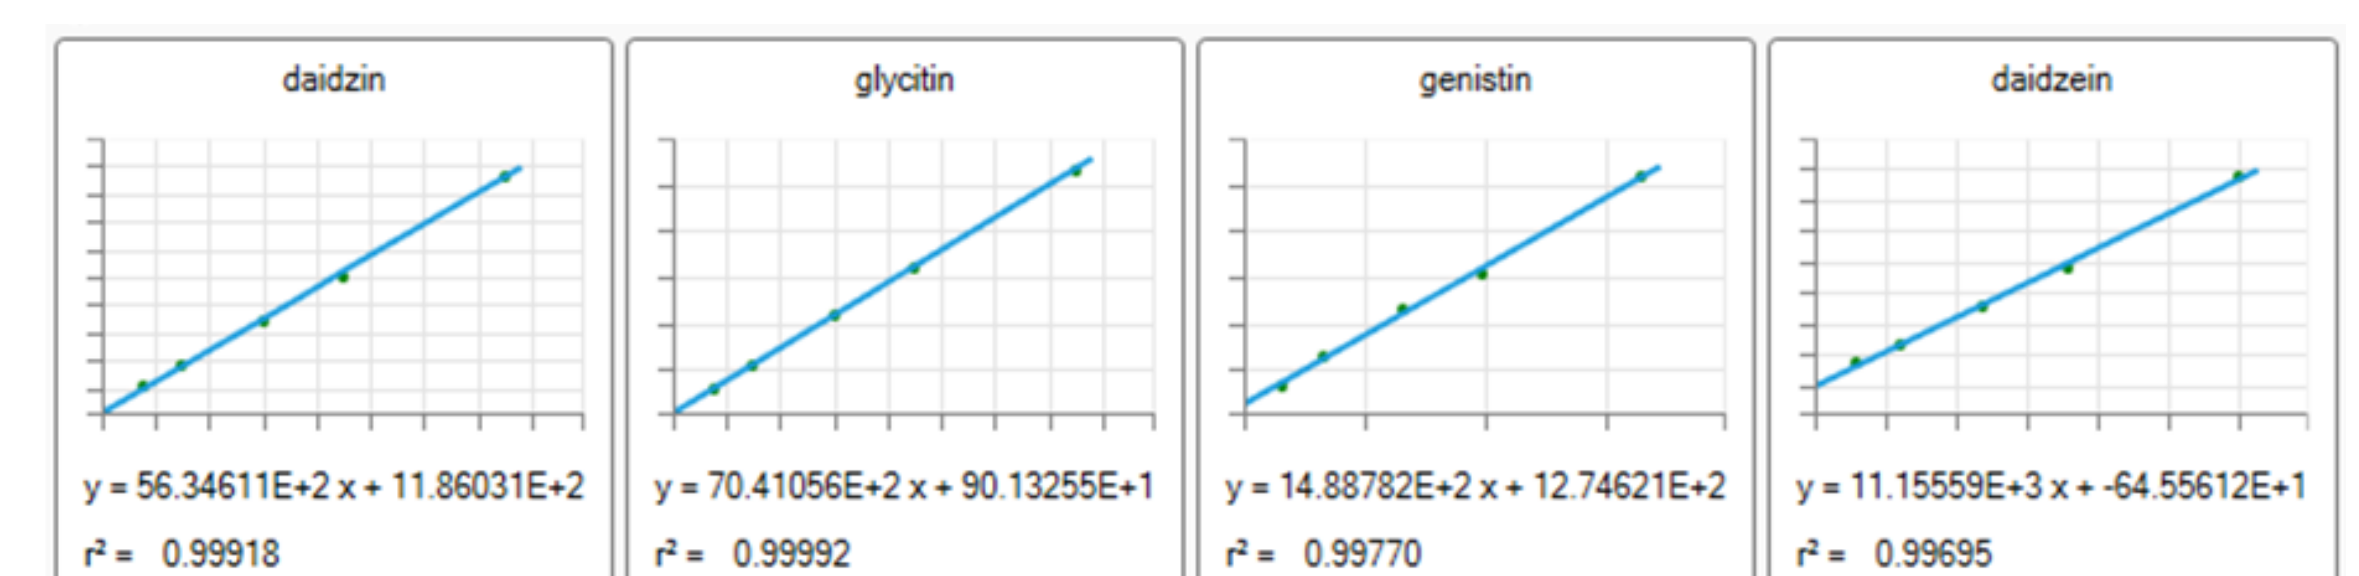 daidzin
glycitin
genistin
daidzein
y = 56.34611E+2 x + 11.86031E+2
y = 70.41056E+2 x + 90.13255E+1
y = 14.88782E+2 x + 12.74621E+2
y = 11.15559E+3 x + -64.55612E+1
r² = 0.99918
r² = 0.99992
r² = 0.99770
r² = 0.99695